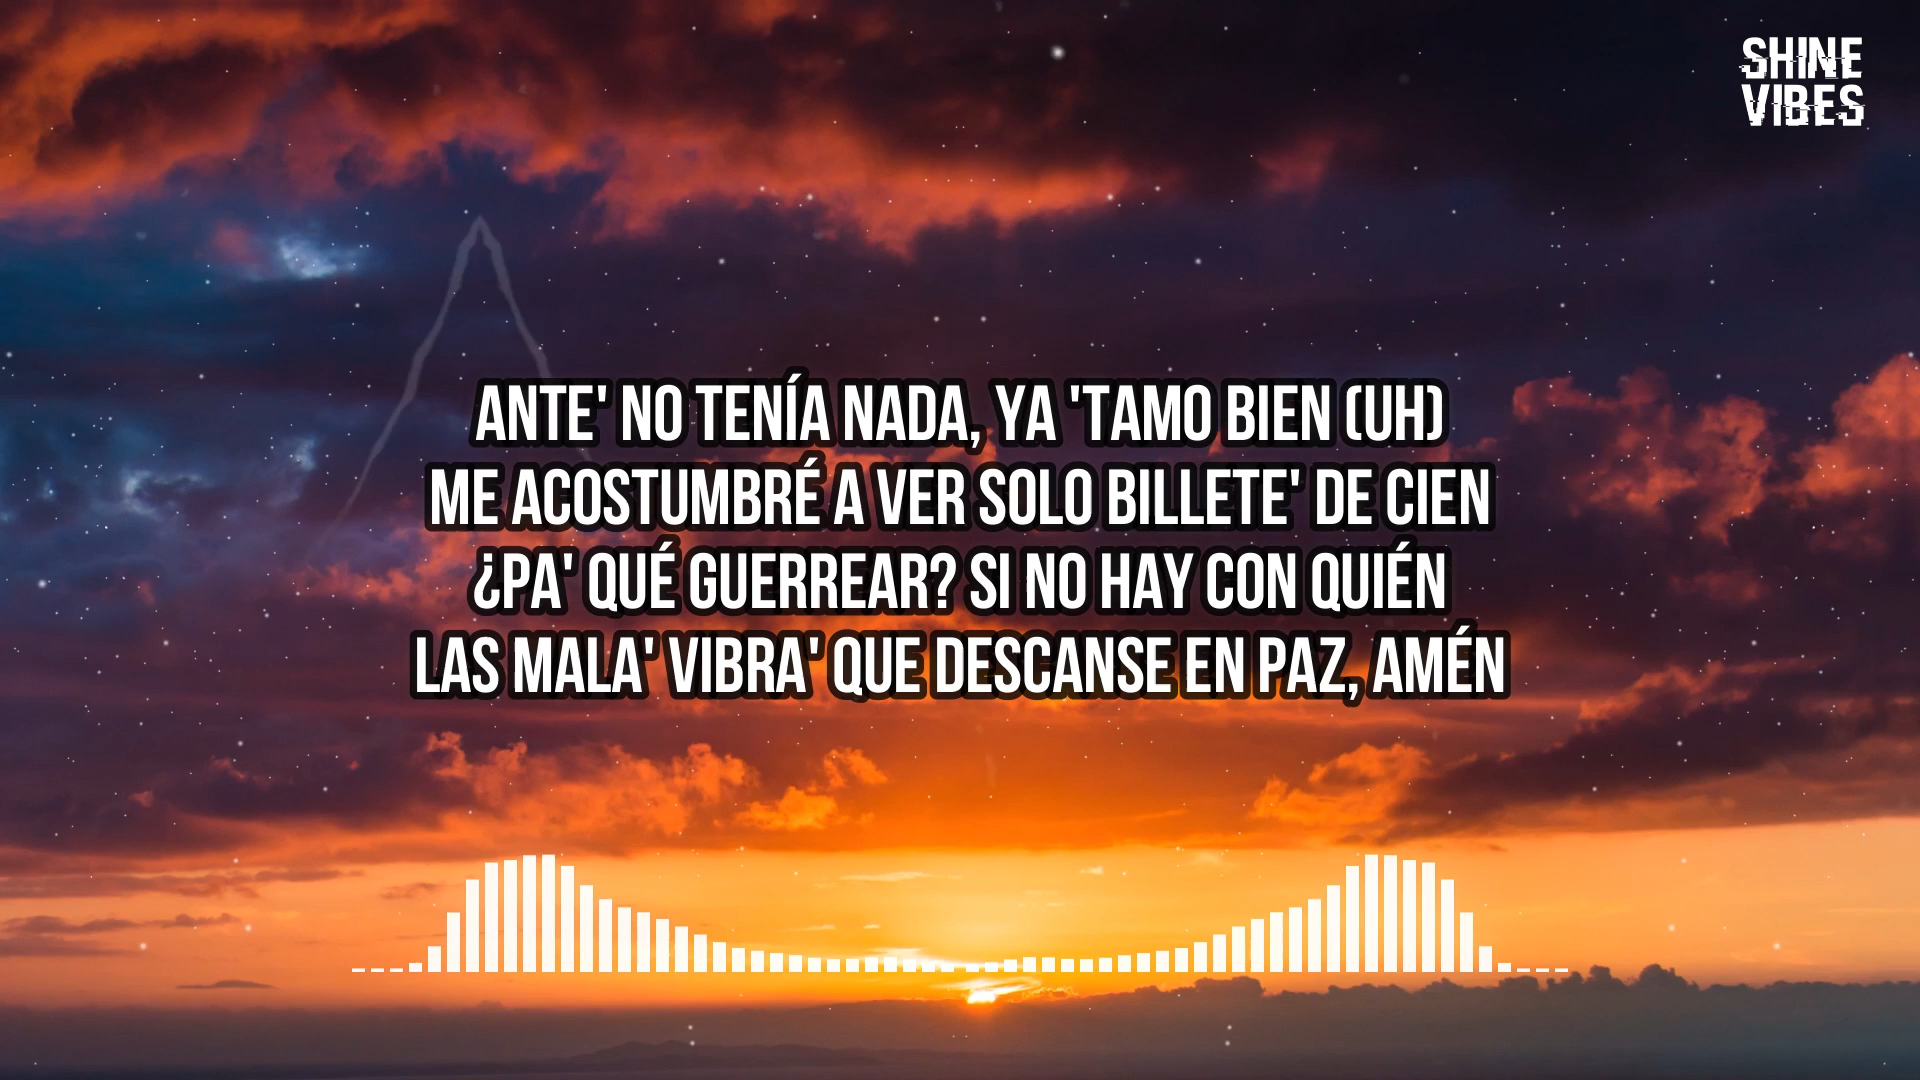 SHINE
VIBES
ANTE' NO TENÍA NADA, YA 'TAMO BIEN (UH)
ME ACOSTUMBRÉ A VER SOLO BILLETE' DE CIEN
¿PA' QUÉ GUERREAR? SI NO HAY CON QUIÉN
LAS MALA' VIBRA' QUE DESCANSE EN PAZ, AMÉN